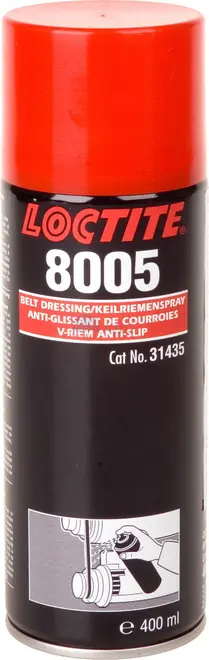 LOCTITE®
8005
BELT DRESSING/KEILRIEMENSPRAY
ANTI-GLISSANT DE COURROIES
V-RIEM ANTI-SLIP
Cat No. 31435
℮ 400 ml